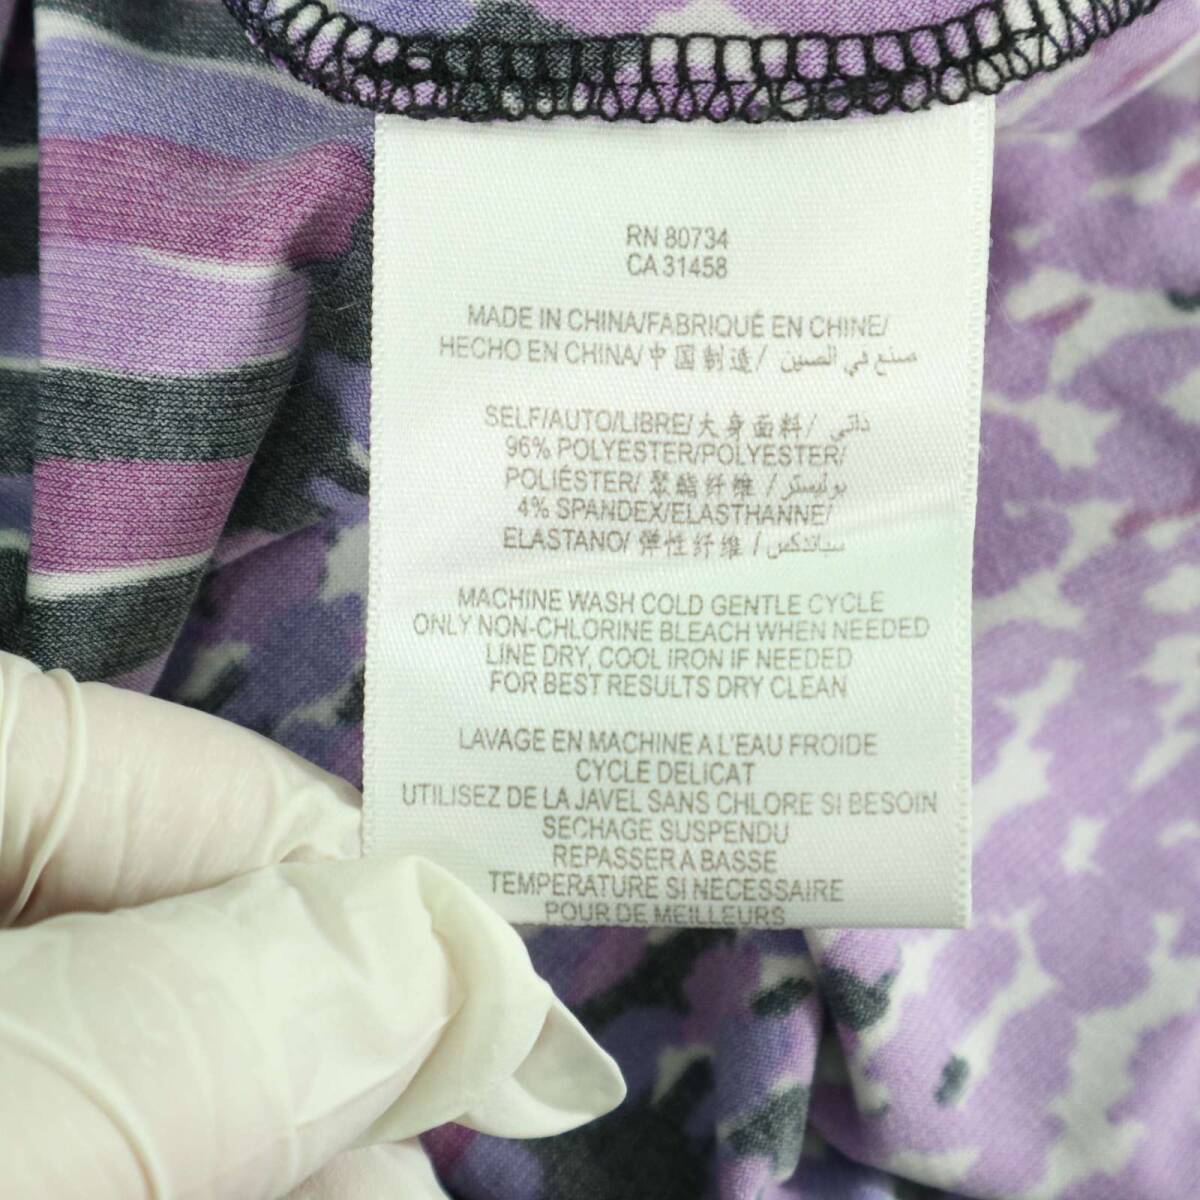 RN 80734
CA 31458
MADE IN CHINA/FABRIQUÉ EN CHINE/
HECHO EN CHINA/中国制造/ صنع في الصين
SELF/AUTO/LIBRE/大身面料/ ذاتي
96% POLYESTER/POLYESTER/
POLIÉSTER/ 聚酯纤维 / بوليستر
4% SPANDEX/ELASTHANNE/
ELASTANO/ 弹性纤维 / سباندكس
MACHINE WASH COLD GENTLE CYCLE
ONLY NON-CHLORINE BLEACH WHEN NEEDED
LINE DRY, COOL IRON IF NEEDED
FOR BEST RESULTS DRY CLEAN
LAVAGE EN MACHINE A L'EAU FROIDE
CYCLE DELICAT
UTILISEZ DE LA JAVEL SANS CHLORE SI BESOIN
SECHAGE SUSPENDU
REPASSER A BASSE
TEMPERATURE SI NECESSAIRE
POUR DE MEILLEURS